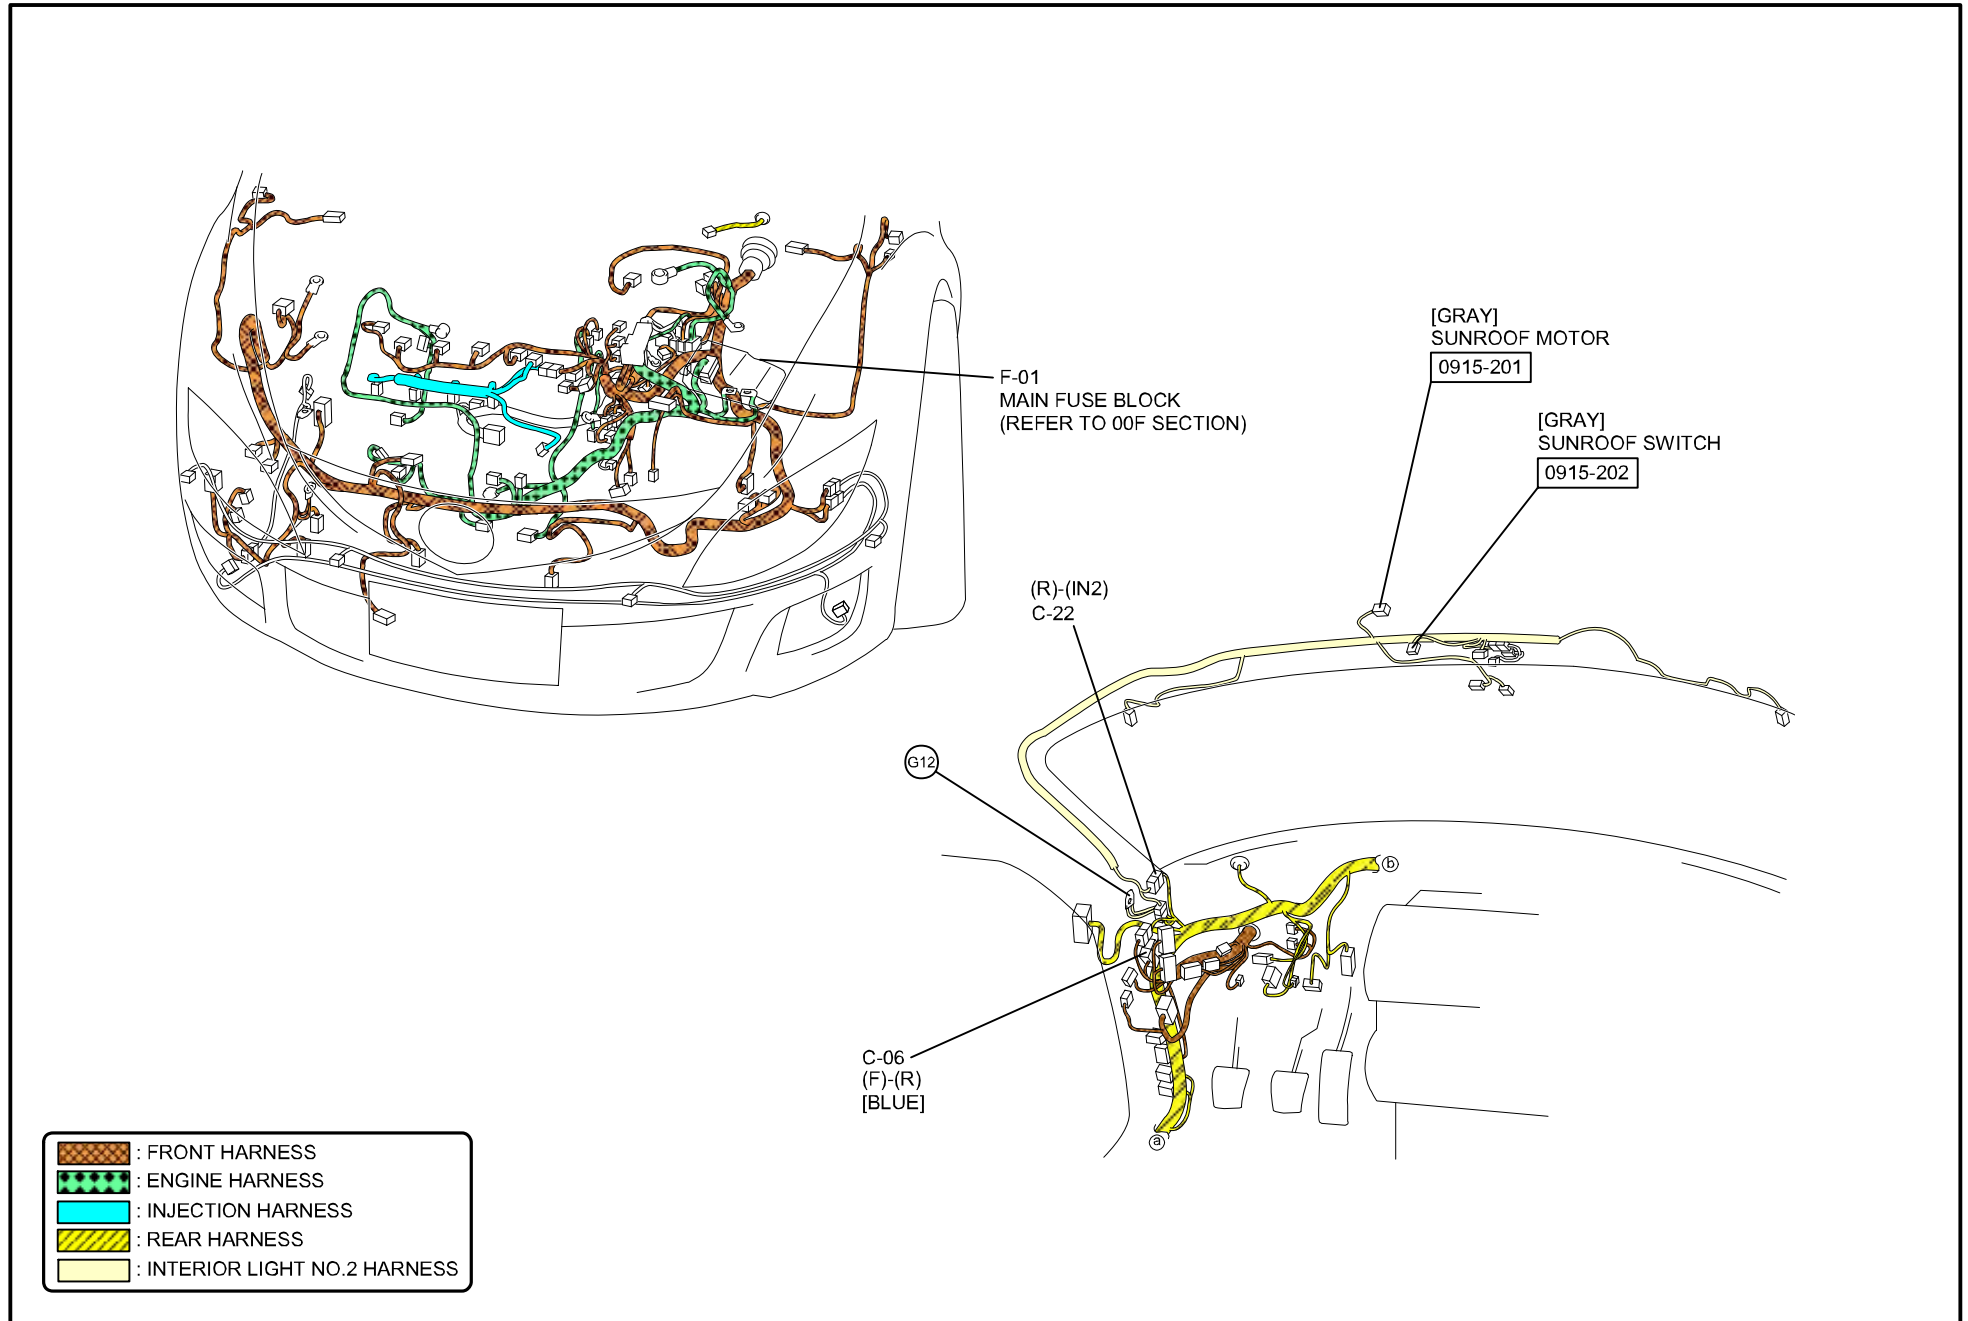 [GRAY]
SUNROOF MOTOR
0915-201
F-01
MAIN FUSE BLOCK
(REFER TO 00F SECTION)
[GRAY]
SUNROOF SWITCH
0915-202
(R)-(IN2)
C-22
G12
b
C-06
(F)-(R)
[BLUE]
a
: FRONT HARNESS
: ENGINE HARNESS
: INJECTION HARNESS
: REAR HARNESS
: INTERIOR LIGHT NO.2 HARNESS